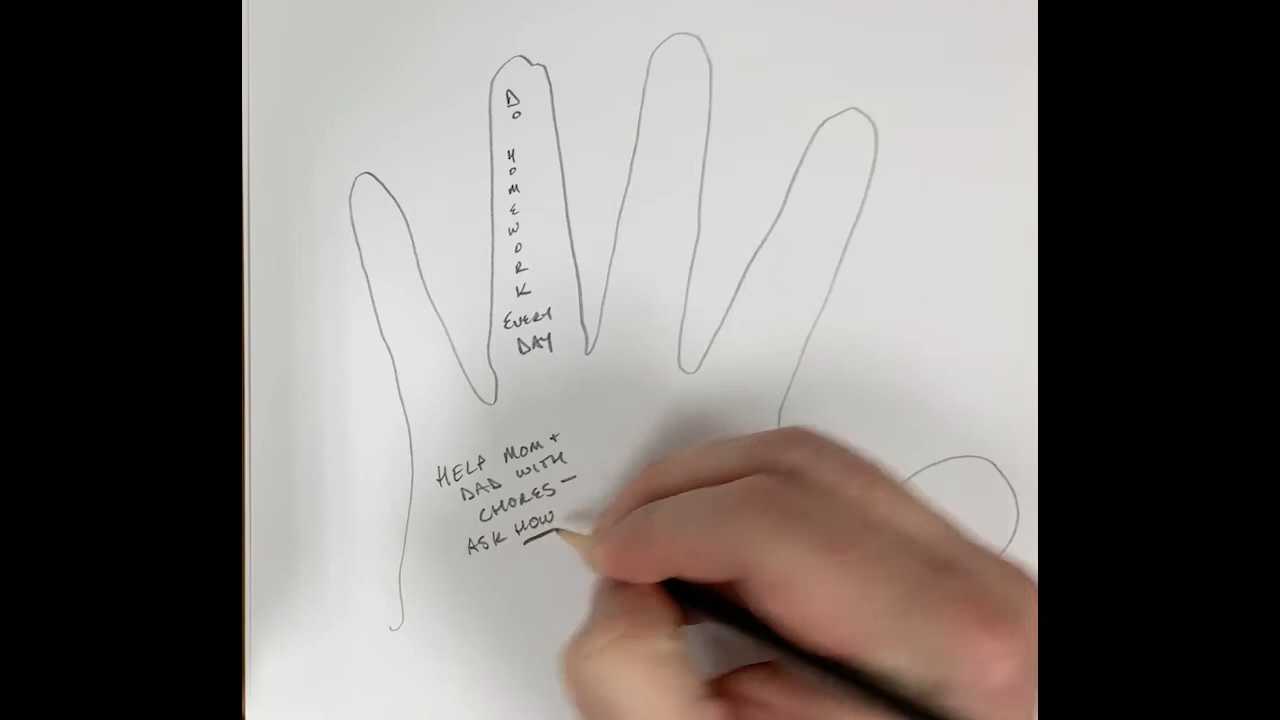 DO
HOMEWORK
EVERY
DAY
HELP MOM +
DAD WITH
CHORES -
ASK HOW